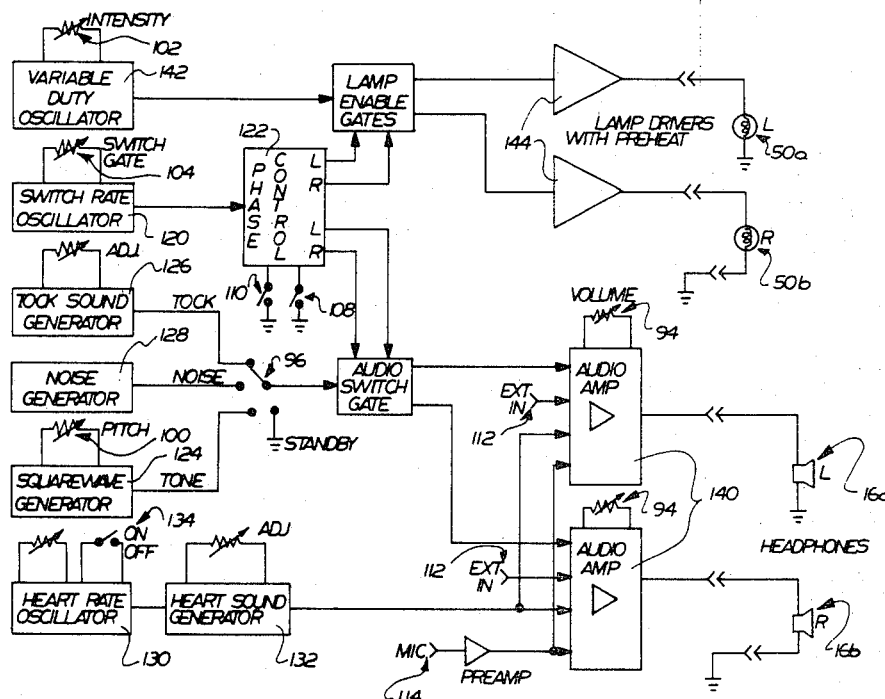 INTENSITY
102
VARIABLE
DUTY
OSCILLATOR
142
SWITCH
GATE
104
SWITCH RATE
OSCILLATOR
120
ADJ.
126
TOCK SOUND
GENERATOR
TOCK
128
NOISE
GENERATOR
NOISE
PITCH
100
124
SQUAREWAVE
GENERATOR
TONE
134
ON
OFF
HEART RATE
OSCILLATOR
130
ADJ
HEART SOUND
GENERATOR
132
122
PHASE
CONTROL
L
R
L
R
110
108
96
STANDBY
LAMP
ENABLE
GATES
AUDIO
SWITCH
GATE
144
LAMP DRIVERS
WITH PREHEAT
L
50a
R
50b
VOLUME
94
AUDIO
AMP
EXT
IN
112
140
94
AUDIO
AMP
112
EXT
IN
MIC
114
PREAMP
L
16a
HEADPHONES
R
16b